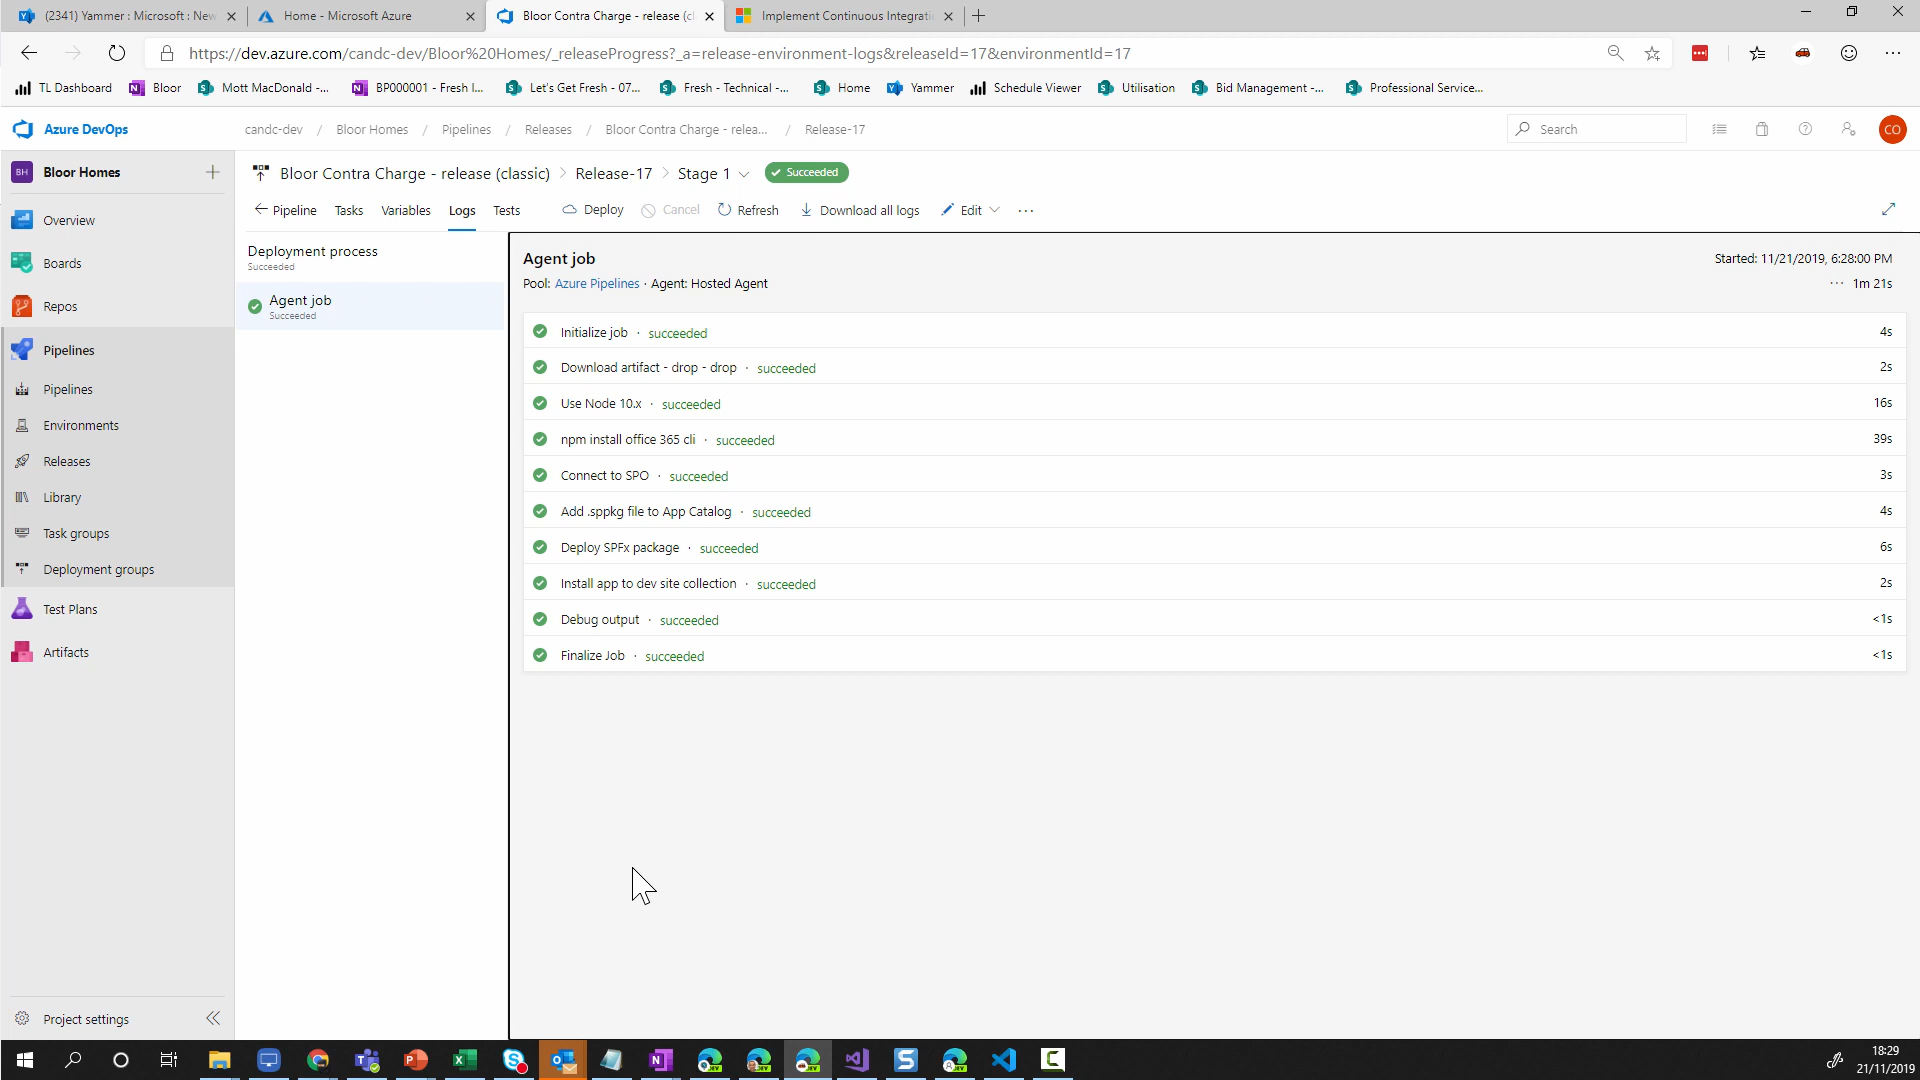 (2341) Yammer : Microsoft : New
Home - Microsoft Azure
Bloor Contra Charge - release (cl
Implement Continuous Integratio
https://dev.azure.com/candc-dev/Bloor%20Homes/_releaseProgress?_a=release-environment-logs&releaseId=17&environmentId=17
TL Dashboard
Bloor
Mott MacDonald -...
BP000001 - Fresh I...
Let's Get Fresh - 07...
Fresh - Technical -...
Home
Yammer
Schedule Viewer
Utilisation
Bid Management -...
Professional Service...
Azure DevOps
candc-dev / Bloor Homes / Pipelines / Releases / Bloor Contra Charge - relea... / Release-17
Search
CO
BH Bloor Homes
Overview
Boards
Repos
Pipelines
Pipelines
Environments
Releases
Library
Task groups
Deployment groups
Test Plans
Artifacts
Project settings
Bloor Contra Charge - release (classic) > Release-17 > Stage 1
Succeeded
Pipeline
Tasks
Variables
Logs
Tests
Deploy
Cancel
Refresh
Download all logs
Edit
Deployment process
Succeeded
Agent job
Succeeded
Agent job
Started: 11/21/2019, 6:28:00 PM
Pool: Azure Pipelines · Agent: Hosted Agent
··· 1m 21s
Initialize job · succeeded 4s
Download artifact - drop - drop · succeeded 2s
Use Node 10.x · succeeded 16s
npm install office 365 cli · succeeded 39s
Connect to SPO · succeeded 3s
Add .sppkg file to App Catalog · succeeded 4s
Deploy SPFx package · succeeded 6s
Install app to dev site collection · succeeded 2s
Debug output · succeeded <1s
Finalize Job · succeeded <1s
18:29
21/11/2019